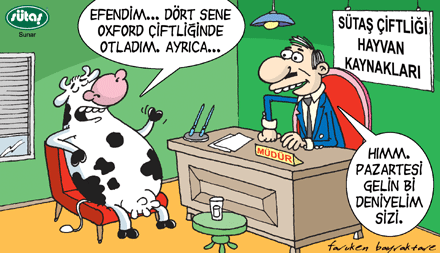 sütaş
Sunar
EFENDİM... DÖRT SENE
OXFORD ÇİFTLİĞİNDE
OTLADIM. AYRICA...
SÜTAŞ ÇİFTLİĞİ
HAYVAN
KAYNAKLARI
MÜDÜR
HIMM.
PAZARTESİ
GELİN Bİ
DENİYELİM
SİZİ.
faruken bayraktare